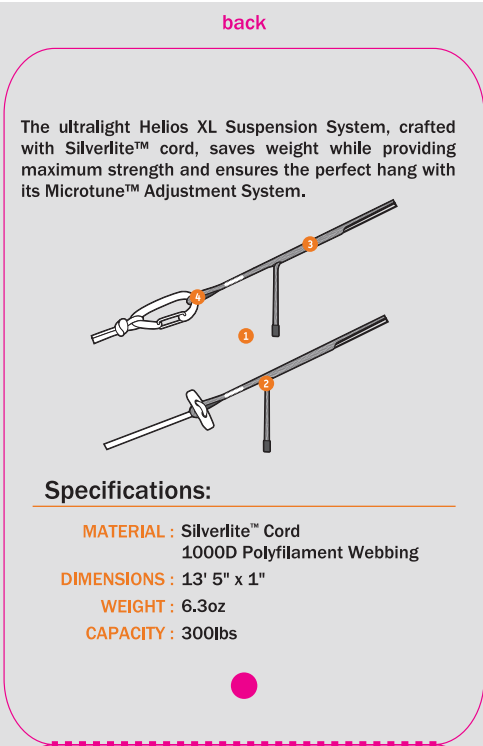 back
The ultralight Helios XL Suspension System, crafted
with Silverlite™ cord, saves weight while providing
maximum strength and ensures the perfect hang with
its Microtune™ Adjustment System.
3
4
1
2
Specifications:
MATERIAL : Silverlite™ Cord
1000D Polyfilament Webbing
DIMENSIONS : 13' 5" x 1"
WEIGHT : 6.3oz
CAPACITY : 300lbs